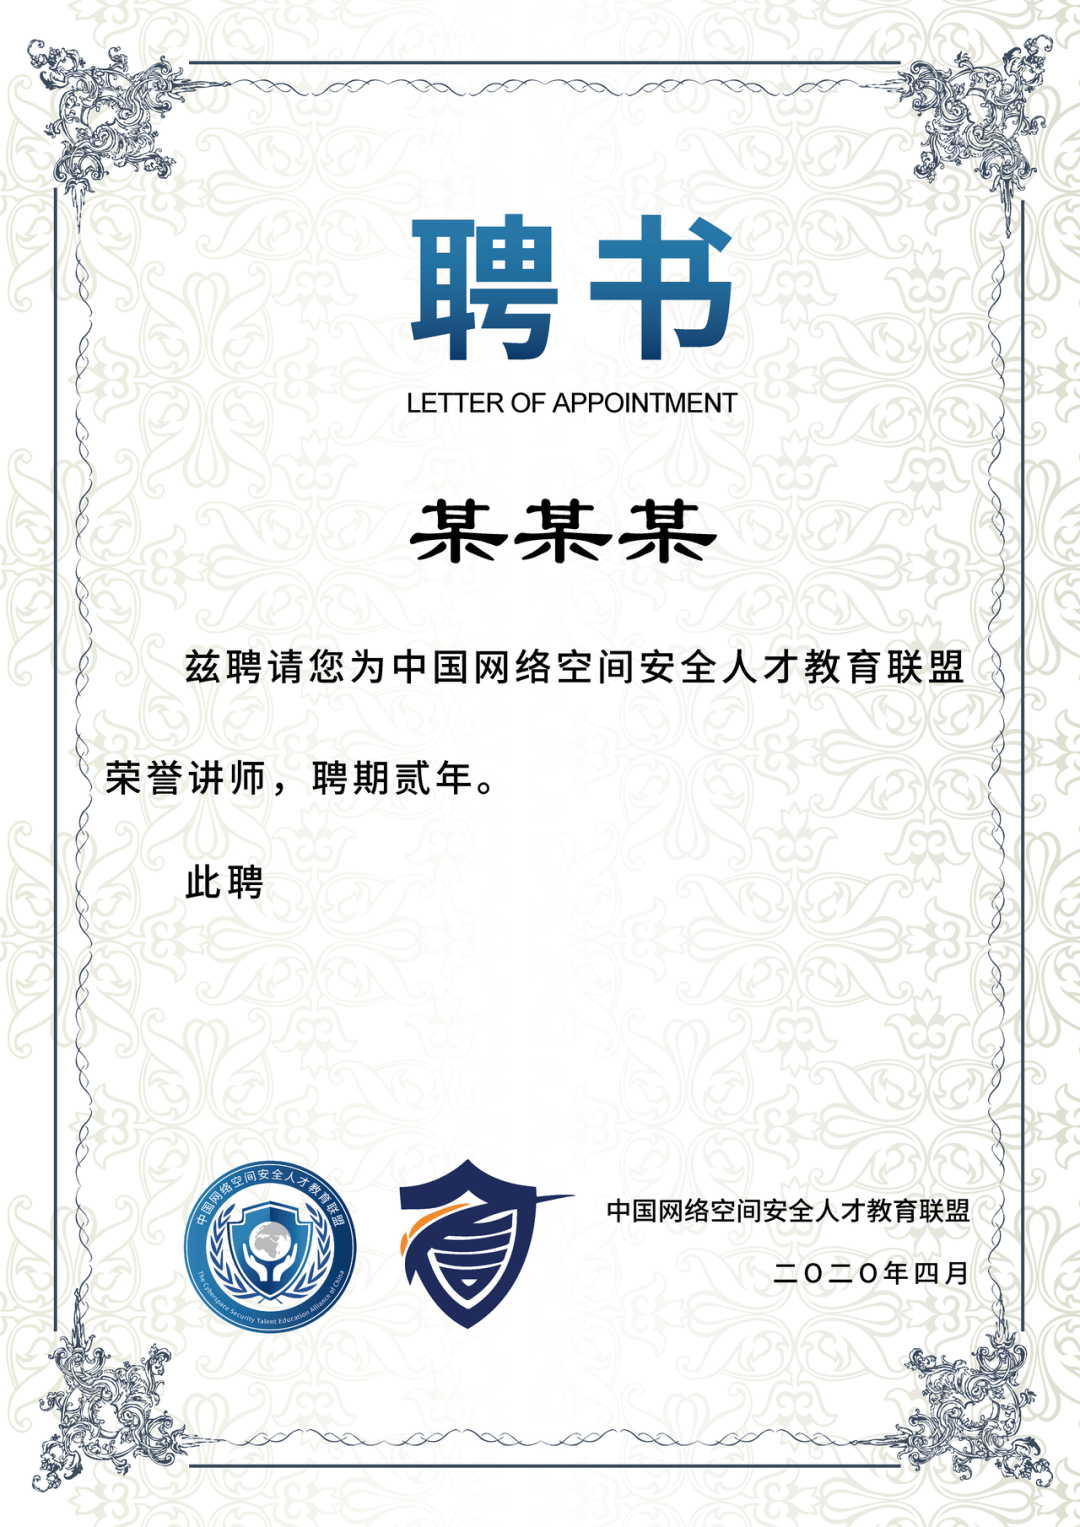 聘书
LETTER OF APPOINTMENT
某某某
兹聘请您为中国网络空间安全人才教育联盟
荣誉讲师，聘期贰年。
此聘
中国网络空间安全人才教育联盟
The Cyberspace Security Talent Education Alliance of China
中国网络空间安全人才教育联盟
二O二O年四月